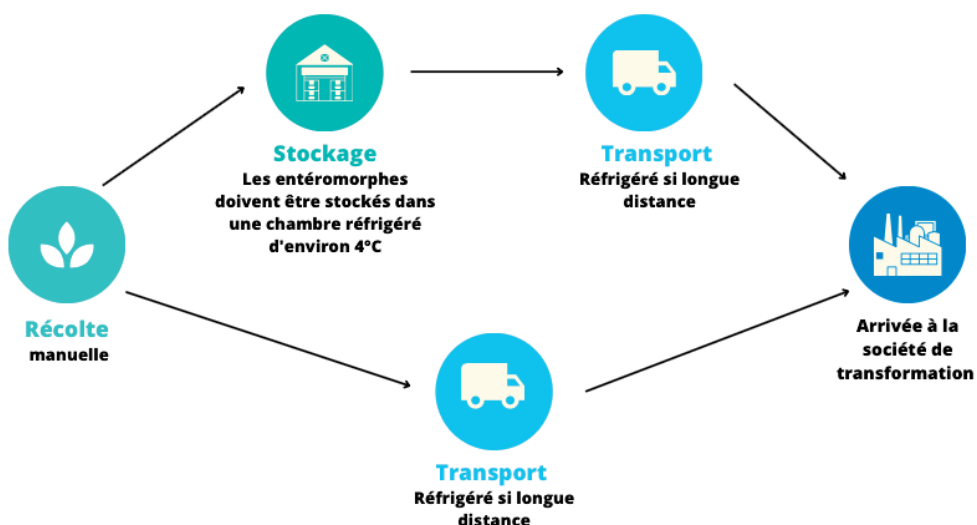 Stockage
Les entéromorphes
doivent être stockés dans
une chambre réfrigéré
d'environ 4°C
Transport
Réfrigéré si longue
distance
Récolte
manuelle
Arrivée à la
société de
transformation
Transport
Réfrigéré si longue
distance